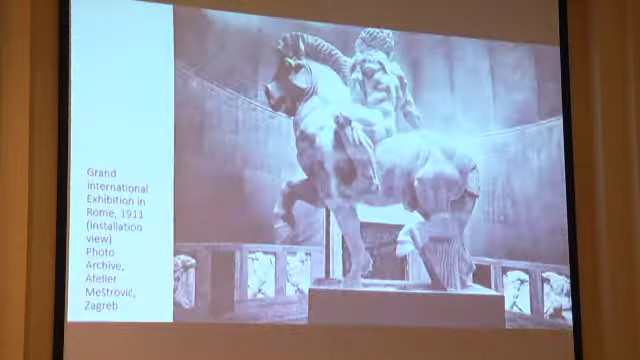 Grand
International
Exhibition in
Rome, 1911
(installation
view)
Photo
Archive,
Atelier
Meštrović,
Zagreb